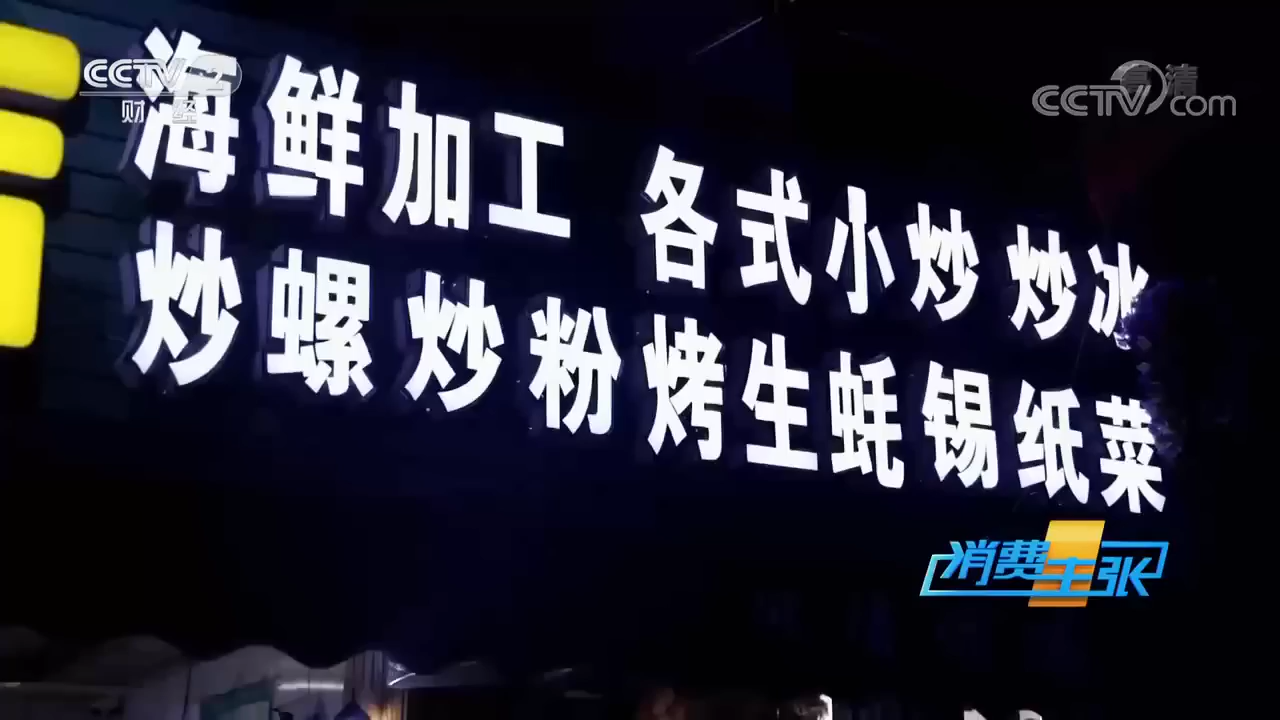 CCTV 2
财经
高清
CCTV.com
海鲜加工 各式小炒 炒冰
炒螺 炒粉 烤生蚝 锡纸菜
消费主张